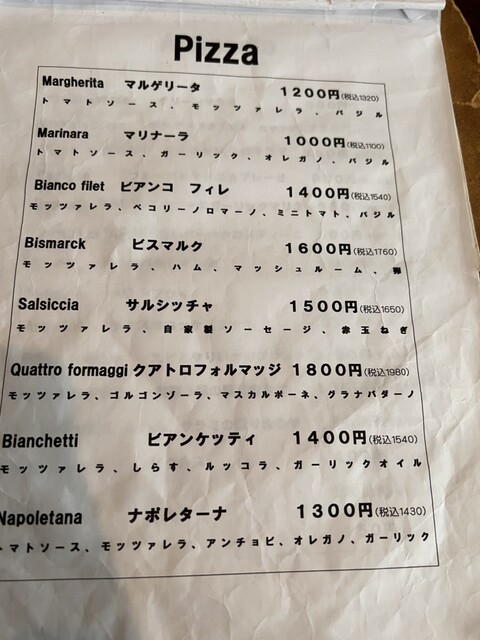 Pizza
Margherita マルゲリータ 1200円(税込1320)
トマトソース、モッツァレラ、バジル
Marinara マリナーラ 1000円(税込1100)
トマトソース、ガーリック、オレガノ、バジル
Bianco filet ビアンコ フィレ 1400円(税込1540)
モッツァレラ、ペコリーノロマーノ、ミニトマト、バジル
Bismarck ビスマルク 1600円(税込1760)
モッツァレラ、ハム、マッシュルーム、卵
Salsiccia サルシッチャ 1500円(税込1650)
モッツァレラ、自家製ソーセージ、赤玉ねぎ
Quattro formaggi クアトロフォルマッジ 1800円(税込1980)
モッツァレラ、ゴルゴンゾーラ、マスカルポーネ、グラナパダーノ
Bianchetti ビアンケッティ 1400円(税込1540)
モッツァレラ、しらす、ルッコラ、ガーリックオイル
Napoletana ナポレターナ 1300円(税込1430)
トマトソース、モッツァレラ、アンチョビ、オレガノ、ガーリック